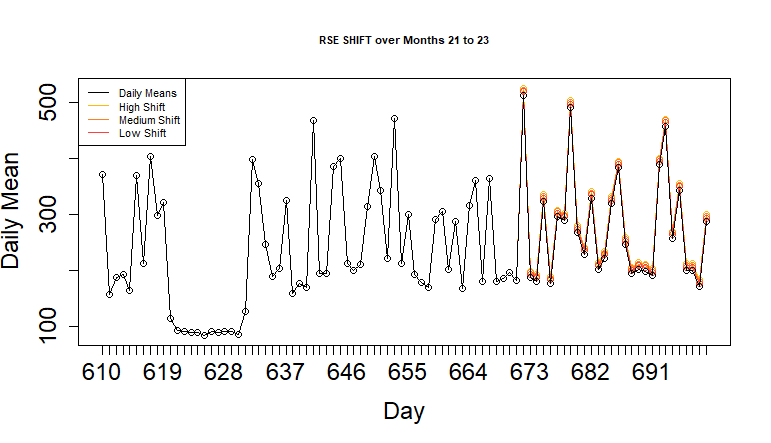 RSE SHIFT over Months 21 to 23
Daily Means
High Shift
Medium Shift
Low Shift
Daily Mean
500
300
100
610 619 628 637 646 655 664 673 682 691
Day